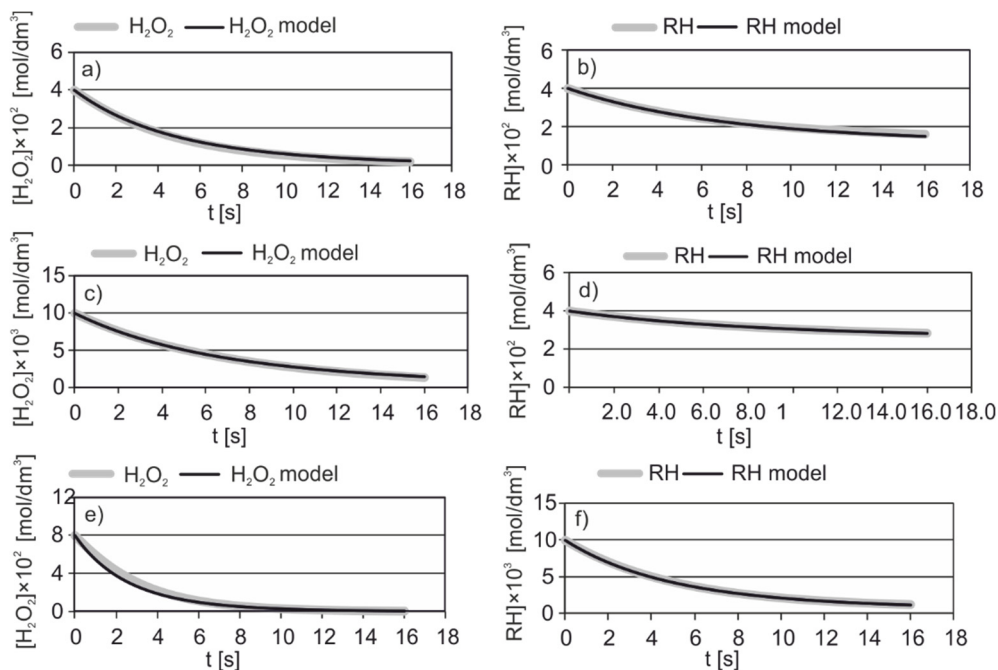 H₂O₂ H₂O₂ model
[H₂O₂]×10² [mol/dm³]
6
4
2
0
a)
0 2 4 6 8 10 12 14 16 18
t [s]
RH RH model
RH]×10² [mol/dm³]
6
4
2
0
b)
0 2 4 6 8 10 12 14 16 18
t [s]
H₂O₂ H₂O₂ model
[H₂O₂]×10³ [mol/dm³]
15
10
5
0
c)
0 2 4 6 8 10 12 14 16 18
t [s]
RH RH model
RH]×10² [mol/dm³]
6
4
2
0
d)
2.0 4.0 6.0 8.0 1 12.0 14.0 16.0 18.0
t [s]
H₂O₂ H₂O₂ model
[H₂O₂]×10² [mol/dm³]
12
8
4
0
e)
0 2 4 6 8 10 12 14 16 18
t [s]
RH RH model
RH]×10³ [mol/dm³]
15
10
5
0
f)
0 2 4 6 8 10 12 14 16 18
t [s]